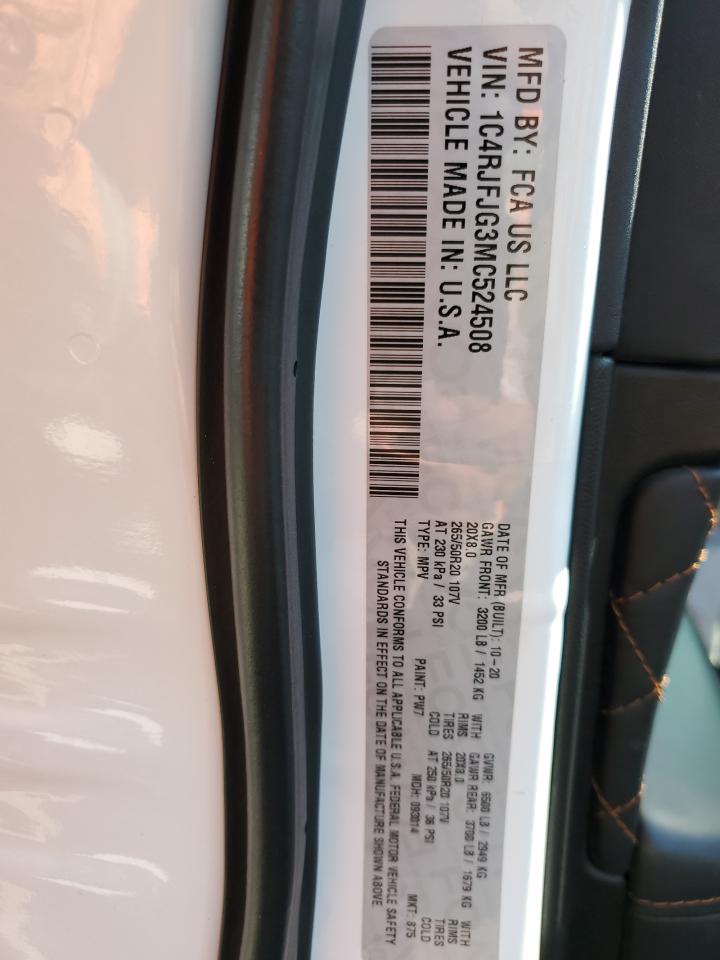 MFD BY: FCA US LLC
VIN: 1C4RJFJG3MC524508
VEHICLE MADE IN: U.S.A.
DATE OF MFR (BUILT): 10-20 GVWR: 6500 LB / 2949 KG
GAWR FRONT: 3200 LB / 1452 KG WITH GAWR REAR: 3700 LB / 1679 KG WITH
20X8.0 RIMS 20X8.0 RIMS
265/50R20 107V TIRES 265/50R20 107V TIRES
AT 230 kPa / 33 PSI COLD AT 250 kPa / 36 PSI COLD
TYPE: MPV PAINT: PW7 MDH: 093014 MKT: 875
THIS VEHICLE CONFORMS TO ALL APPLICABLE U.S.A. FEDERAL MOTOR VEHICLE SAFETY
STANDARDS IN EFFECT ON THE DATE OF MANUFACTURE SHOWN ABOVE.